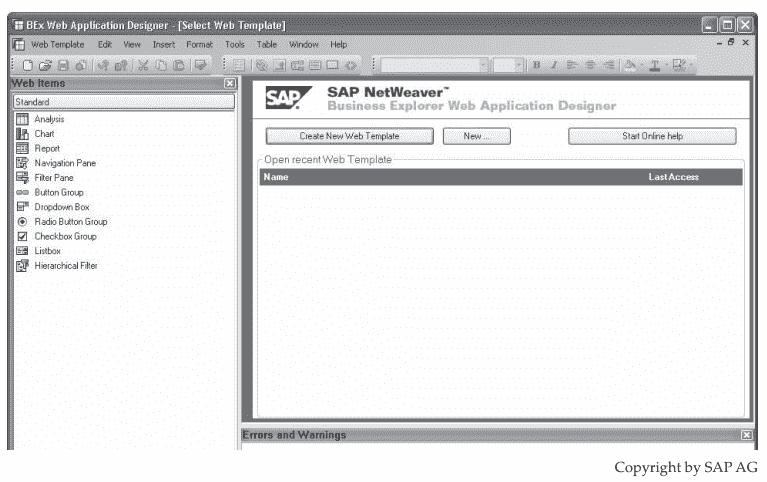 BEx Web Application Designer - [Select Web Template]
Web Template Edit View Insert Format Tools Table Window Help
Web Items
Standard
Analysis
Chart
Report
Navigation Pane
Filter Pane
Button Group
Dropdown Box
Radio Button Group
Checkbox Group
Listbox
Hierarchical Filter
SAP
SAP NetWeaver™
Business Explorer Web Application Designer
Create New Web Template New ... Start Online help
Open recent Web Template
Name Last Access
Errors and Warnings
Copyright by SAP AG